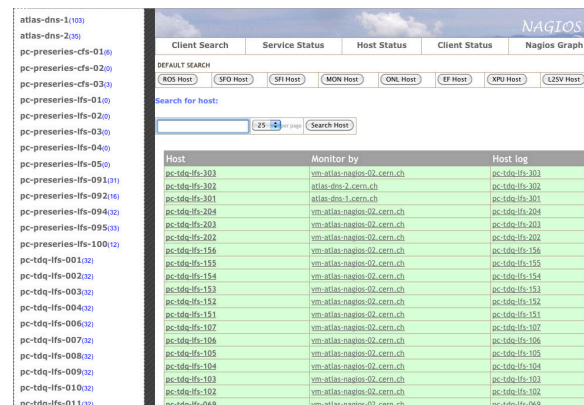 atlas-dns-1(103)
atlas-dns-2(35)
pc-preseries-cfs-01(6)
pc-preseries-cfs-02(0)
pc-preseries-cfs-03(3)
pc-preseries-lfs-01(0)
pc-preseries-lfs-02(0)
pc-preseries-lfs-03(0)
pc-preseries-lfs-04(0)
pc-preseries-lfs-05(0)
pc-preseries-lfs-091(31)
pc-preseries-lfs-092(16)
pc-preseries-lfs-094(32)
pc-preseries-lfs-095(33)
pc-preseries-lfs-100(12)
pc-tdq-lfs-001(32)
pc-tdq-lfs-002(32)
pc-tdq-lfs-003(32)
pc-tdq-lfs-004(32)
pc-tdq-lfs-006(32)
pc-tdq-lfs-007(32)
pc-tdq-lfs-008(32)
pc-tdq-lfs-009(32)
pc-tdq-lfs-010(32)
pc-tdq-lfs-011(32)
NAGIOS
Client Search Service Status Host Status Client Status Nagios Graph
DEFAULT SEARCH
ROS Host SFO Host SFI Host MON Host ONL Host EF Host XPU Host L2SV Host
Search for host:
25 per page Search Host
Host Monitor by Host log
pc-tdq-lfs-303 vm-atlas-nagios-02.cern.ch pc-tdq-lfs-303
pc-tdq-lfs-302 atlas-dns-2.cern.ch pc-tdq-lfs-302
pc-tdq-lfs-301 atlas-dns-1.cern.ch pc-tdq-lfs-301
pc-tdq-lfs-204 vm-atlas-nagios-02.cern.ch pc-tdq-lfs-204
pc-tdq-lfs-203 vm-atlas-nagios-02.cern.ch pc-tdq-lfs-203
pc-tdq-lfs-202 vm-atlas-nagios-02.cern.ch pc-tdq-lfs-202
pc-tdq-lfs-156 vm-atlas-nagios-02.cern.ch pc-tdq-lfs-156
pc-tdq-lfs-155 vm-atlas-nagios-02.cern.ch pc-tdq-lfs-155
pc-tdq-lfs-154 vm-atlas-nagios-02.cern.ch pc-tdq-lfs-154
pc-tdq-lfs-153 vm-atlas-nagios-02.cern.ch pc-tdq-lfs-153
pc-tdq-lfs-152 vm-atlas-nagios-02.cern.ch pc-tdq-lfs-152
pc-tdq-lfs-151 vm-atlas-nagios-02.cern.ch pc-tdq-lfs-151
pc-tdq-lfs-107 vm-atlas-nagios-02.cern.ch pc-tdq-lfs-107
pc-tdq-lfs-106 vm-atlas-nagios-02.cern.ch pc-tdq-lfs-106
pc-tdq-lfs-105 vm-atlas-nagios-02.cern.ch pc-tdq-lfs-105
pc-tdq-lfs-104 vm-atlas-nagios-02.cern.ch pc-tdq-lfs-104
pc-tdq-lfs-103 vm-atlas-nagios-02.cern.ch pc-tdq-lfs-103
pc-tdq-lfs-102 vm-atlas-nagios-02.cern.ch pc-tdq-lfs-102
pc-tdq-lfs-069 vm-atlas-nagios-02.cern.ch pc-tdq-lfs-069